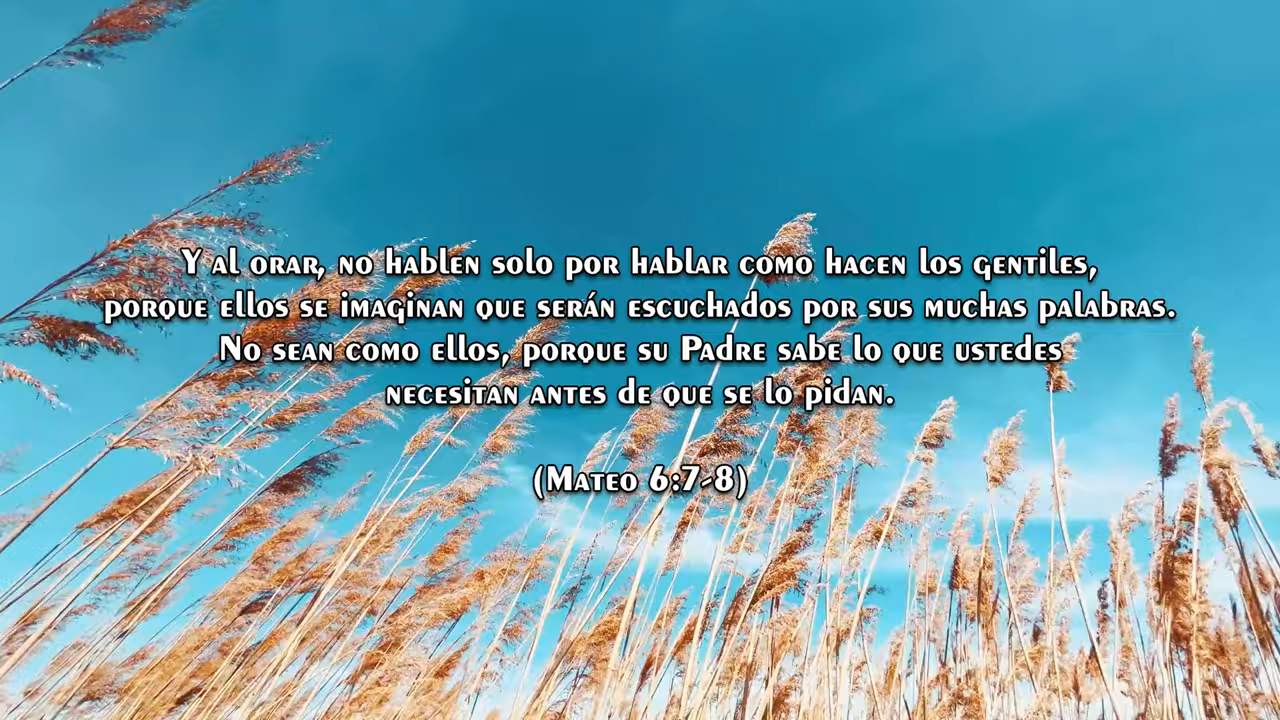 Y al orar, no hablen solo por hablar como hacen los gentiles,
porque ellos se imaginan que serán escuchados por sus muchas palabras.
No sean como ellos, porque su Padre sabe lo que ustedes
necesitan antes de que se lo pidan.
(Mateo 6:7-8)